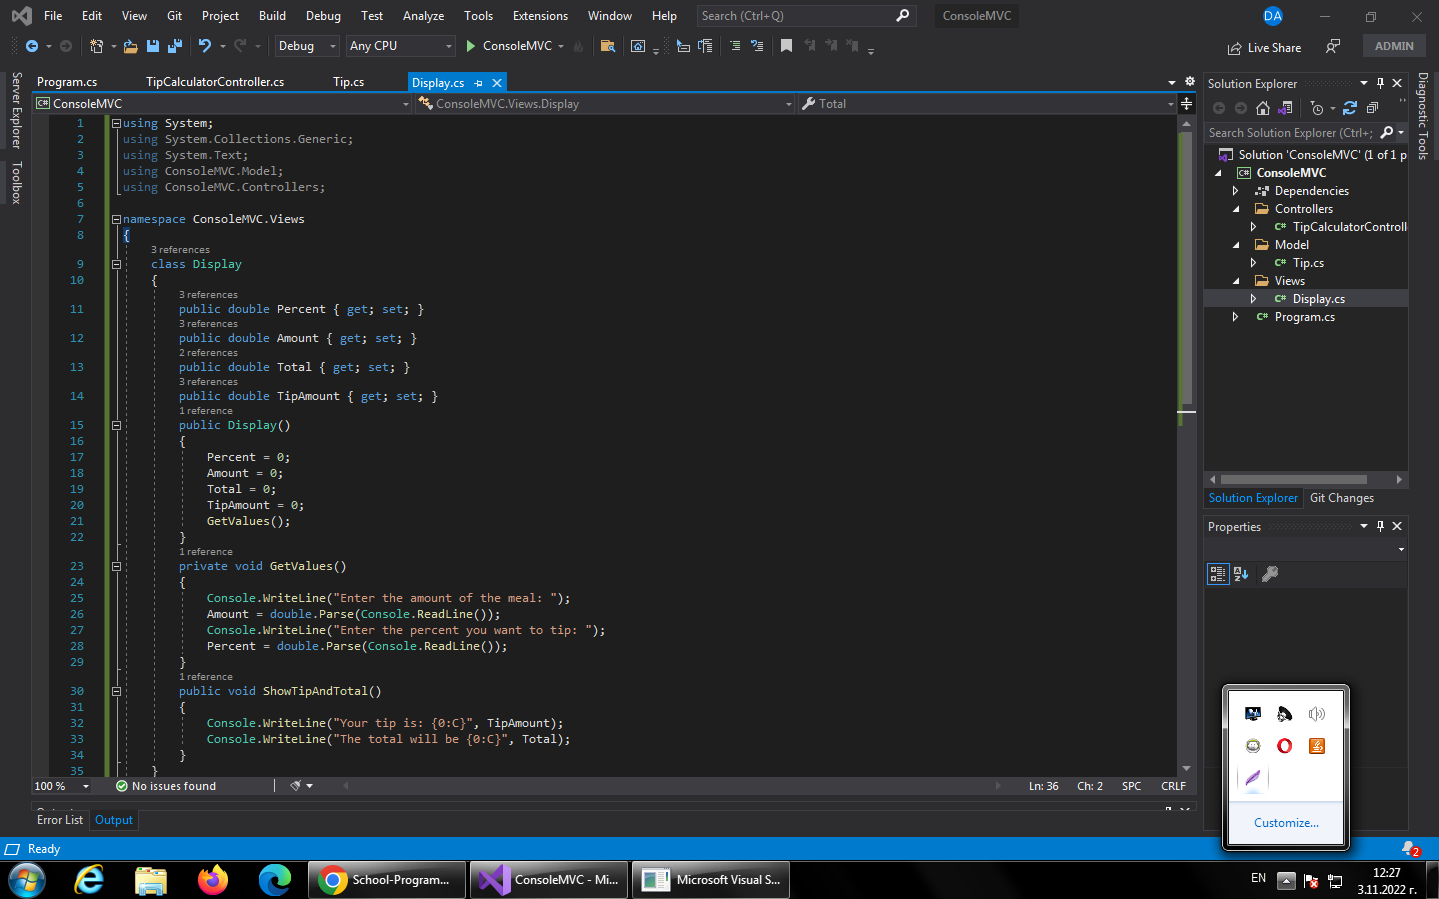 File Edit View Git Project Build Debug Test Analyze Tools Extensions Window Help Search (Ctrl+Q) ConsoleMVC DA
Debug Any CPU ConsoleMVC Live Share ADMIN
Server Explorer
Toolbox
Program.cs TipCalculatorController.cs Tip.cs Display.cs
C# ConsoleMVC ConsoleMVC.Views.Display Total
1 using System;
2 using System.Collections.Generic;
3 using System.Text;
4 using ConsoleMVC.Model;
5 using ConsoleMVC.Controllers;
6
7 namespace ConsoleMVC.Views
8 {
3 references
9 class Display
10 {
3 references
11 public double Percent { get; set; }
3 references
12 public double Amount { get; set; }
2 references
13 public double Total { get; set; }
3 references
14 public double TipAmount { get; set; }
1 reference
15 public Display()
16 {
17 Percent = 0;
18 Amount = 0;
19 Total = 0;
20 TipAmount = 0;
21 GetValues();
22 }
1 reference
23 private void GetValues()
24 {
25 Console.WriteLine("Enter the amount of the meal: ");
26 Amount = double.Parse(Console.ReadLine());
27 Console.WriteLine("Enter the percent you want to tip: ");
28 Percent = double.Parse(Console.ReadLine());
29 }
1 reference
30 public void ShowTipAndTotal()
31 {
32 Console.WriteLine("Your tip is: {0:C}", TipAmount);
33 Console.WriteLine("The total will be {0:C}", Total);
34 }
35 }
100 % No issues found Ln: 36 Ch: 2 SPC CRLF
Error List Output
Ready
Solution Explorer
Search Solution Explorer (Ctrl+;
Solution 'ConsoleMVC' (1 of 1 p
C# ConsoleMVC
Dependencies
Controllers
C# TipCalculatorControll
Model
C# Tip.cs
Views
C# Display.cs
C# Program.cs
Solution Explorer Git Changes
Properties
Diagnostic Tools
Customize...
2
School-Program... ConsoleMVC - Mi... Microsoft Visual S... EN 12:27
3.11.2022 г.